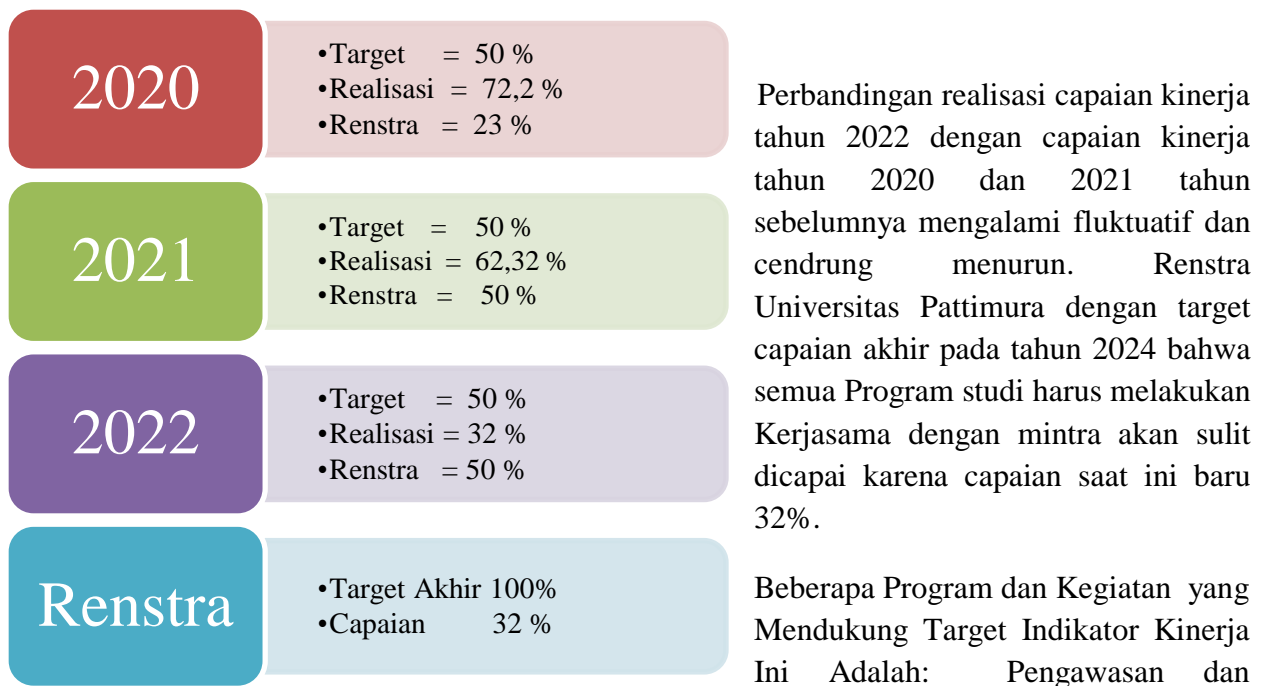 2020
•Target = 50 %
•Realisasi = 72,2 %
•Renstra = 23 %
2021
•Target = 50 %
•Realisasi = 62,32 %
•Renstra = 50 %
2022
•Target = 50 %
•Realisasi = 32 %
•Renstra = 50 %
Renstra
•Target Akhir 100%
•Capaian 32 %
Perbandingan realisasi capaian kinerja
tahun 2022 dengan capaian kinerja
tahun 2020 dan 2021 tahun
sebelumnya mengalami fluktuatif dan
cendrung menurun. Renstra
Universitas Pattimura dengan target
capaian akhir pada tahun 2024 bahwa
semua Program studi harus melakukan
Kerjasama dengan mintra akan sulit
dicapai karena capaian saat ini baru
32%.
Beberapa Program dan Kegiatan yang
Mendukung Target Indikator Kinerja
Ini Adalah: Pengawasan dan